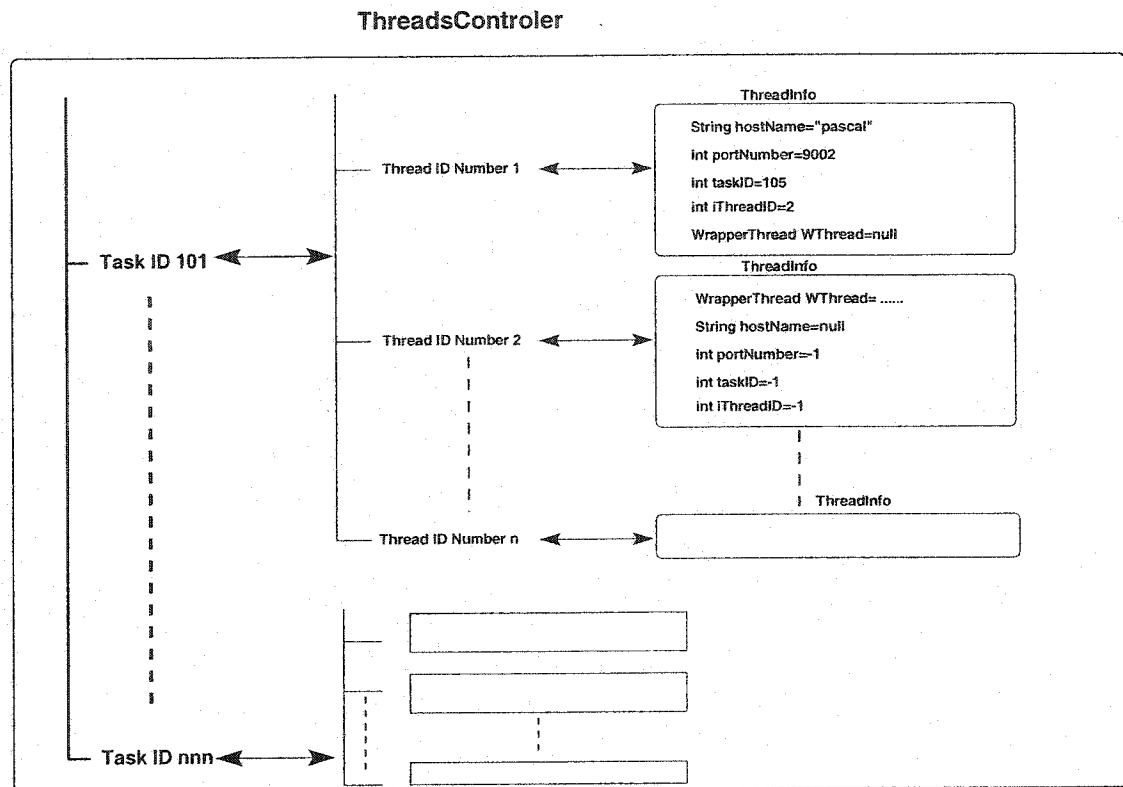 ThreadsControler
ThreadInfo
String hostName="pascal"
int portNumber=9002
int taskID=105
int iThreadID=2
WrapperThread WThread=null
Thread ID Number 1
Task ID 101
ThreadInfo
WrapperThread WThread= ......
String hostName=null
int portNumber=-1
int taskID=-1
int iThreadID=-1
Thread ID Number 2
ThreadInfo
Thread ID Number n
Task ID nnn